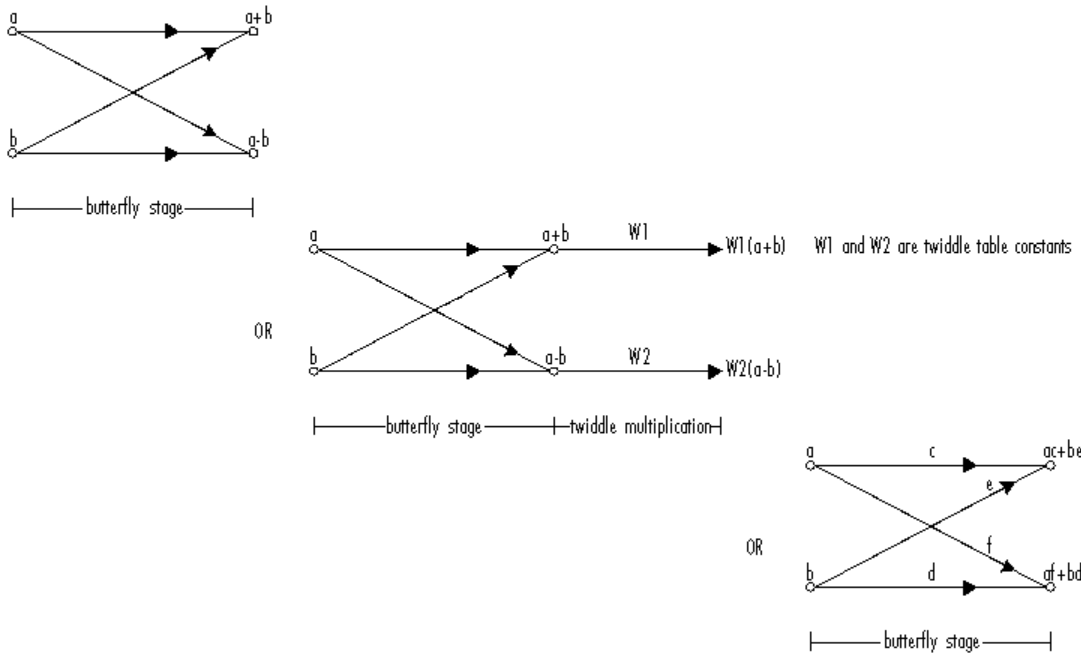 a
a+b
b
a-b
butterfly stage
a
a+b
W1
W1(a+b)
W1 and W2 are twiddle table constants
OR
b
a-b
W2
W2(a-b)
butterfly stage
twiddle multiplication
a
c
ac+be
e
OR
f
b
d
af+bd
butterfly stage